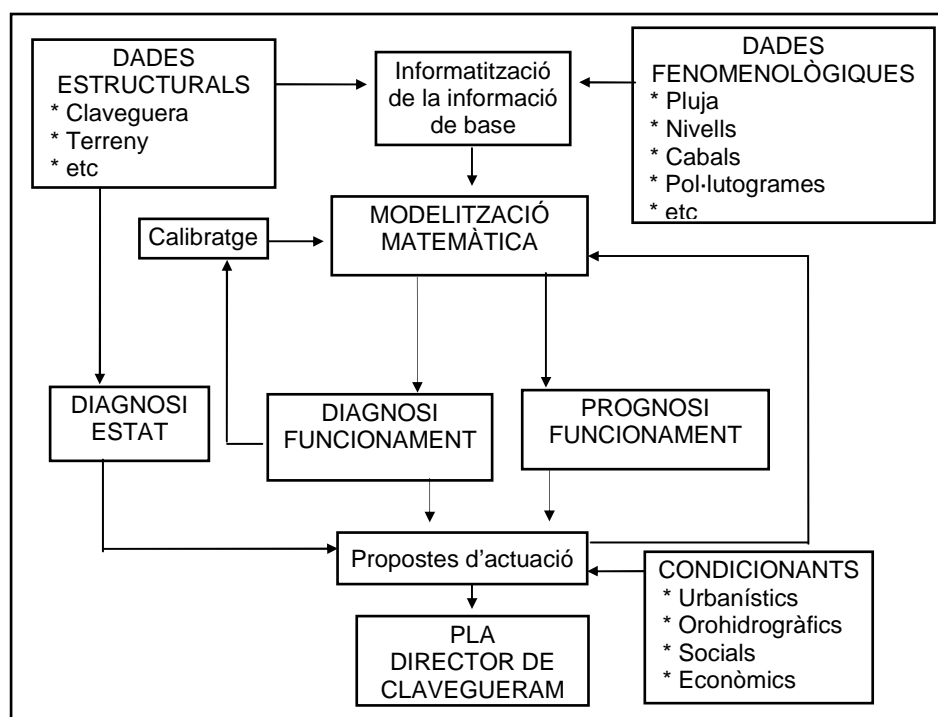 DADES
ESTRUCTURALS
* Claveguera
* Terreny
* etc
Informatització
de la informació
de base
DADES
FENOMENOLÒGIQUES
* Pluja
* Nivells
* Cabals
* Pol·lutogrames
* etc
Calibratge
MODELITZACIÓ
MATEMÀTICA
DIAGNOSI
ESTAT
DIAGNOSI
FUNCIONAMENT
PROGNOSI
FUNCIONAMENT
Propostes d'actuació
CONDICIONANTS
* Urbanístics
* Orohidrogràfics
* Socials
* Econòmics
PLA
DIRECTOR DE
CLAVEGUERAM